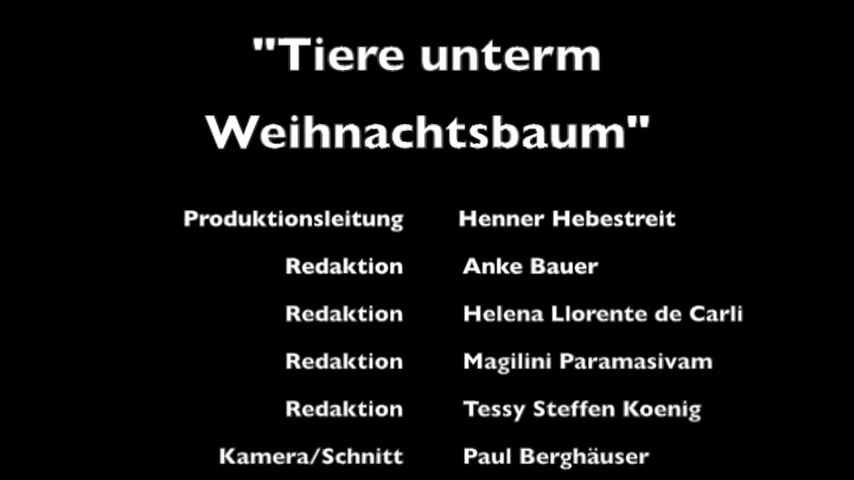 "Tiere unterm
Weihnachtsbaum"
Produktionsleitung Henner Hebestreit
Redaktion Anke Bauer
Redaktion Helena Llorente de Carli
Redaktion Magilini Paramasivam
Redaktion Tessy Steffen Koenig
Kamera/Schnitt Paul Berghäuser